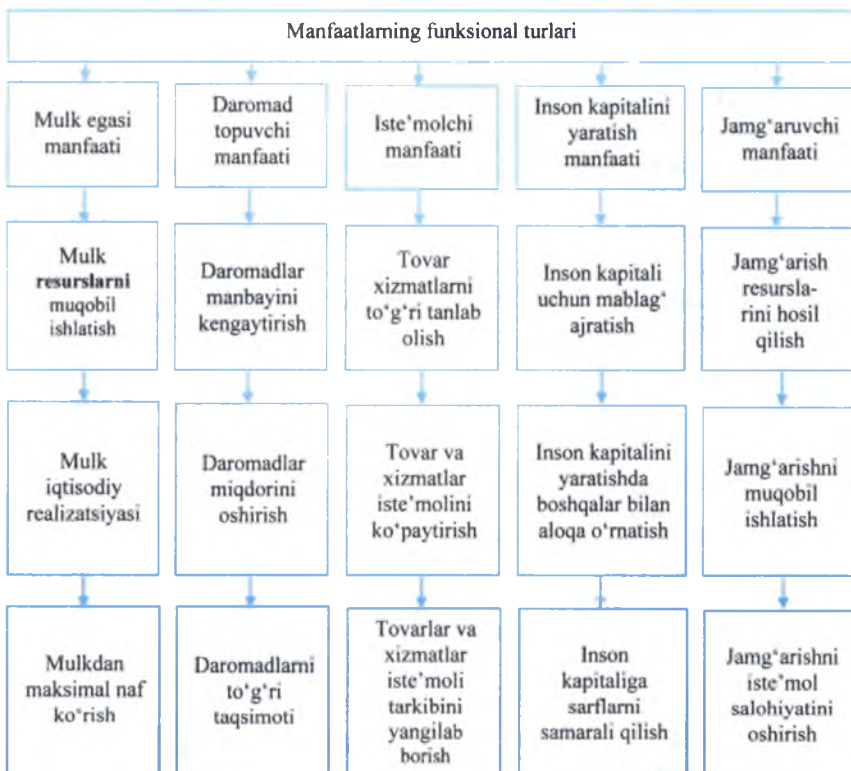 Manfaatlarning funksional turlari
Mulk egasi
manfaati
Daromad
topuvchi
manfaati
Iste’molchi
manfaati
Inson kapitalini
yaratish
manfaati
Jamg‘aruvchi
manfaati
Mulk
resurslarni
muqobil
ishlatish
Daromadlar
manbayini
kengaytirish
Tovar
xizmatlarni
to‘g‘ri tanlab
olish
Inson kapitali
uchun mablag‘
ajratish
Jamg‘arish
resursla-
rini hosil
qilish
Mulk
iqtisodiy
realizatsiyasi
Daromadlar
miqdorini
oshirish
Tovar va
xizmatlar
iste’molini
ko‘paytirish
Inson kapitalini
yaratishda
boshqalar bilan
aloqa o‘rnatish
Jamg‘arishni
muqobil
ishlatish
Mulkdan
maksimal naf
ko‘rish
Daromadlarni
to‘g‘ri
taqsimoti
Tovarlar va
xizmatlar
iste’moli
tarkibini
yangilab
borish
Inson
kapitaliga
sarflarni
samarali qilish
Jamg‘arishni
iste’mol
salohiyatini
oshirish